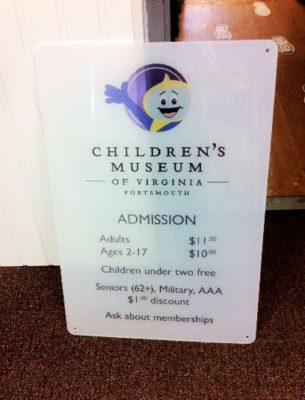 CHILDREN'S
MUSEUM
OF VIRGINIA
PORTSMOUTH
ADMISSION
Adults $11.00
Ages 2-17 $10.00
Children under two free
Seniors (62+), Military, AAA
$1.00 discount
Ask about memberships